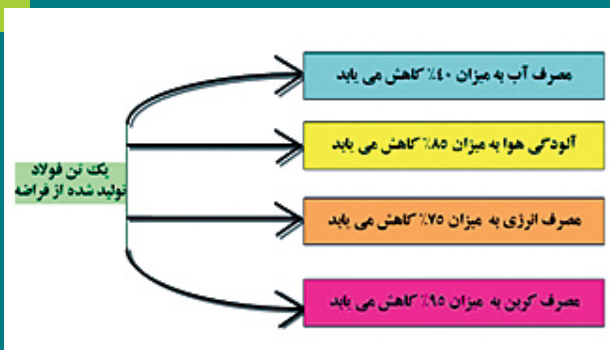 یک تن فولاد
تولید شده از قراضه
مصرف آب به میزان ۴۰٪ کاهش می یابد
آلودگی هوا به میزان ۸۵٪ کاهش می یابد
مصرف انرژی به میزان ۷۵٪ کاهش می یابد
مصرف کربن به میزان ۹۵٪ کاهش می یابد